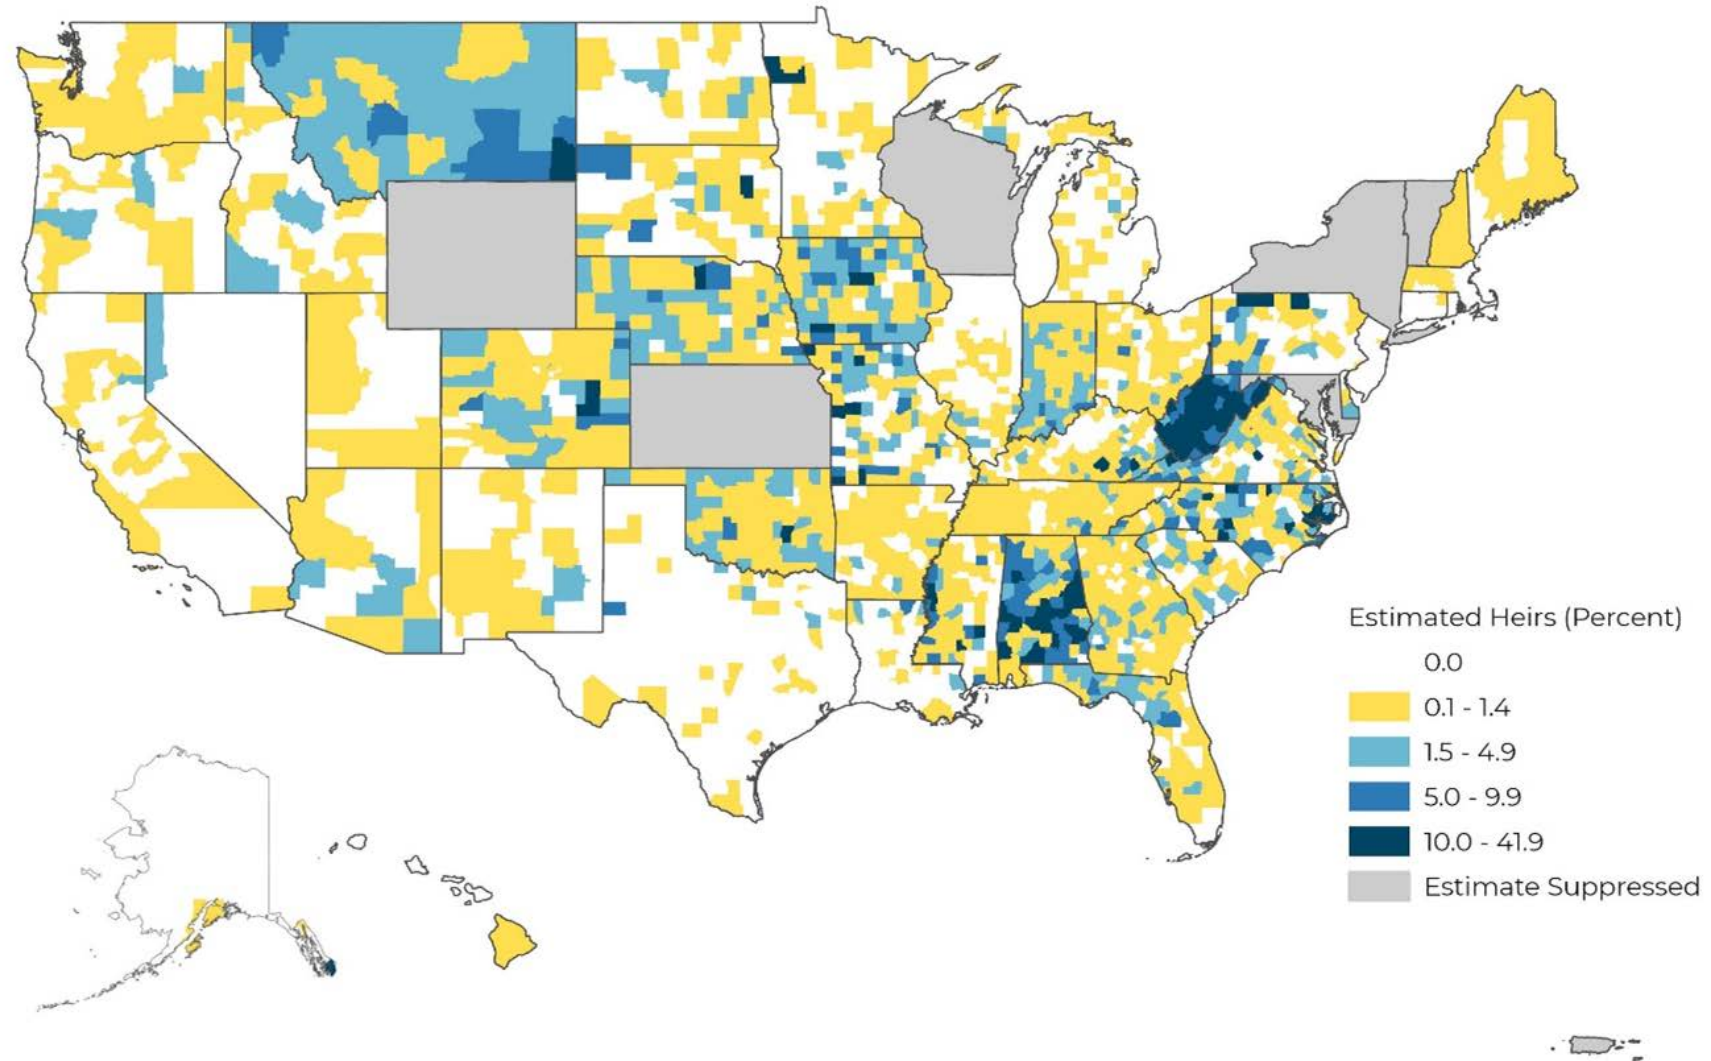 Estimated Heirs (Percent)
0.0
0.1 - 1.4
1.5 - 4.9
5.0 - 9.9
10.0 - 41.9
Estimate Suppressed